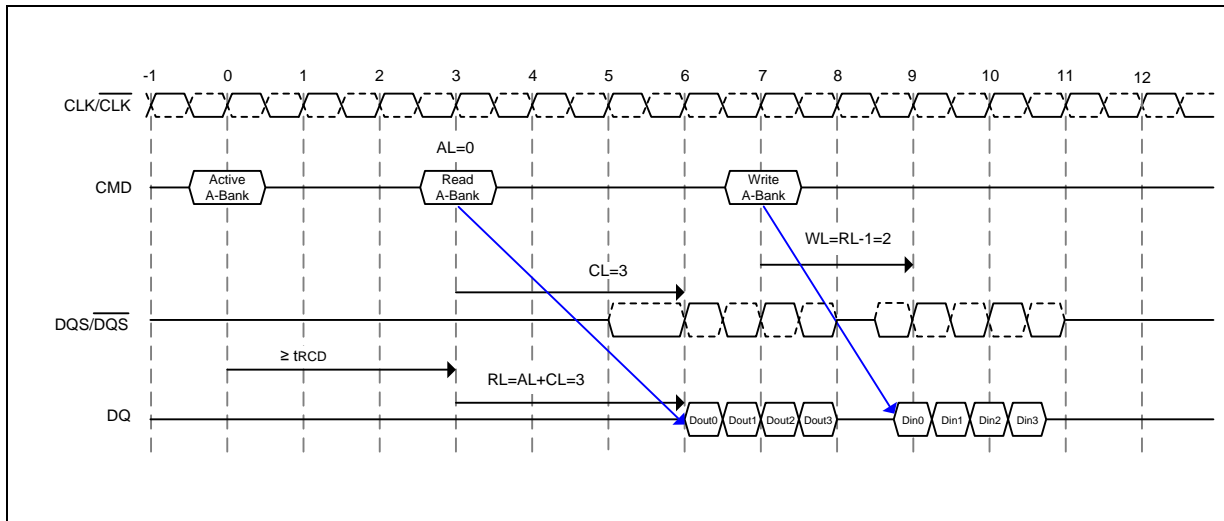 -1 0 1 2 3 4 5 6 7 8 9 10 11 12
CLK/CLK
AL=0
CMD
Active
A-Bank
Read
A-Bank
Write
A-Bank
WL=RL-1=2
CL=3
DQS/DQS
≥ tRCD
RL=AL+CL=3
DQ
Dout0 Dout1 Dout2 Dout3 Din0 Din1 Din2 Din3